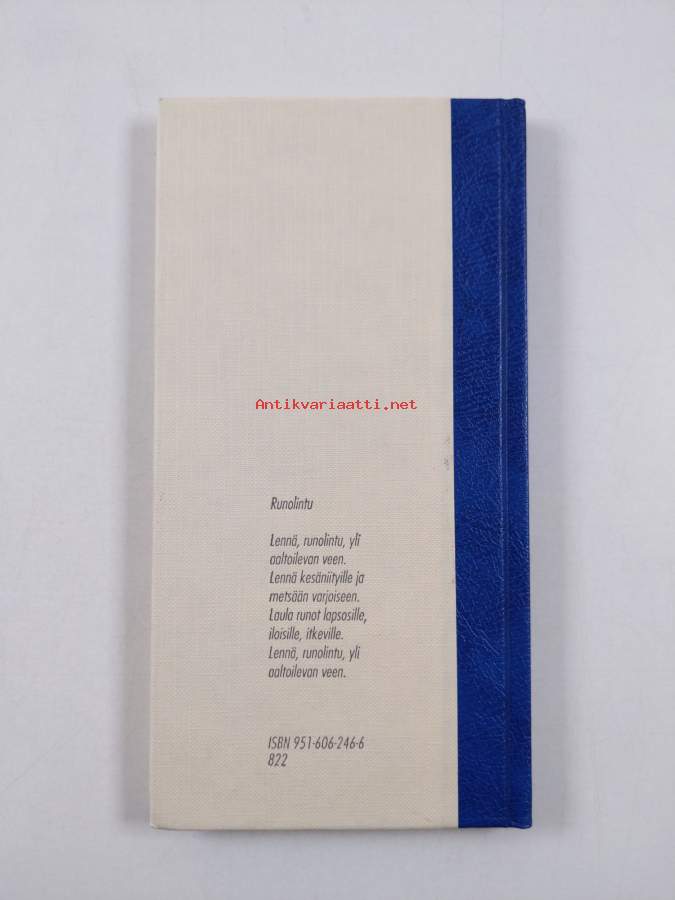 Antikvariaatti.net
Runolintu
Lennä, runolintu, yli
aaltoilevan veen.
Lennä kesäniityille ja
metsään varjoiseen.
Laula runot lapsosille,
iloisille, itkeville.
Lennä, runolintu, yli
aaltoilevan veen.
ISBN 951-606-246-6
822